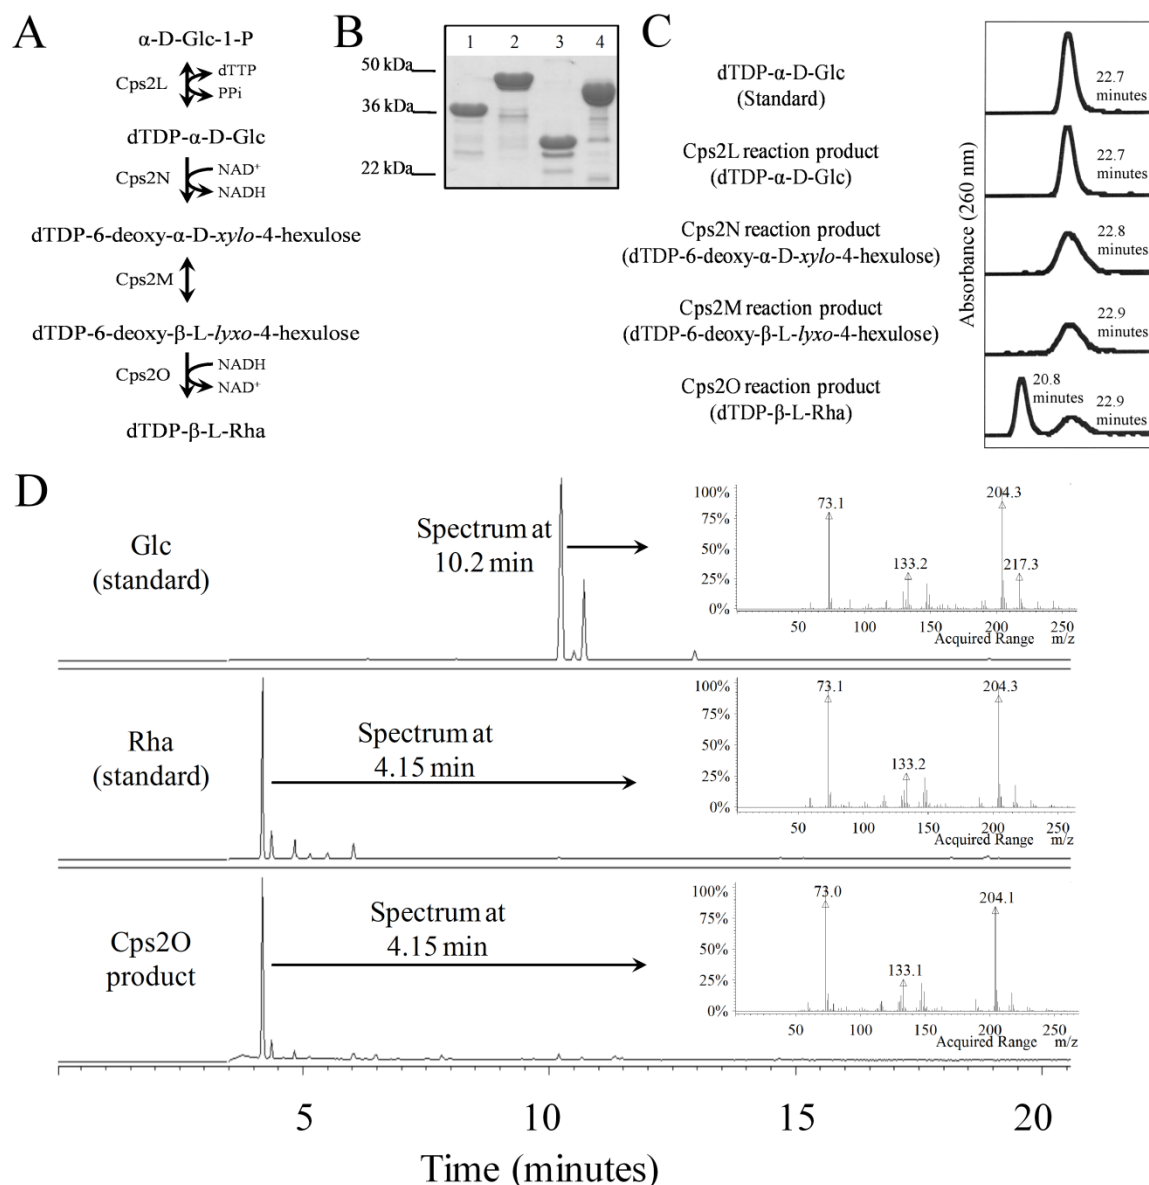 A
α-D-Glc-1-P
Cps2L
dTTP
PPi
dTDP-α-D-Glc
Cps2N
NAD⁺
NADH
dTDP-6-deoxy-α-D-xylo-4-hexulose
Cps2M
dTDP-6-deoxy-β-L-lyxo-4-hexulose
Cps2O
NADH
NAD⁺
dTDP-β-L-Rha
B
1 2 3 4
50 kDa
36 kDa
22 kDa
C
dTDP-α-D-Glc
(Standard)
Cps2L reaction product
(dTDP-α-D-Glc)
Cps2N reaction product
(dTDP-6-deoxy-α-D-xylo-4-hexulose)
Cps2M reaction product
(dTDP-6-deoxy-β-L-lyxo-4-hexulose)
Cps2O reaction product
(dTDP-β-L-Rha)
Absorbance (260 nm)
22.7
minutes
22.7
minutes
22.8
minutes
22.9
minutes
20.8
minutes
22.9
minutes
D
Glc
(standard)
Spectrum at
10.2 min
100%
75%
50%
25%
0%
73.1
133.2
204.3
217.3
50 100 150 200 250
Acquired Range m/z
Rha
(standard)
Spectrum at
4.15 min
100%
75%
50%
25%
0%
73.1
133.2
204.3
50 100 150 200 250
Acquired Range m/z
Cps2O
product
Spectrum at
4.15 min
100%
75%
50%
25%
0%
73.0
133.1
204.1
50 100 150 200 250
Acquired Range m/z
5 10 15 20
Time (minutes)